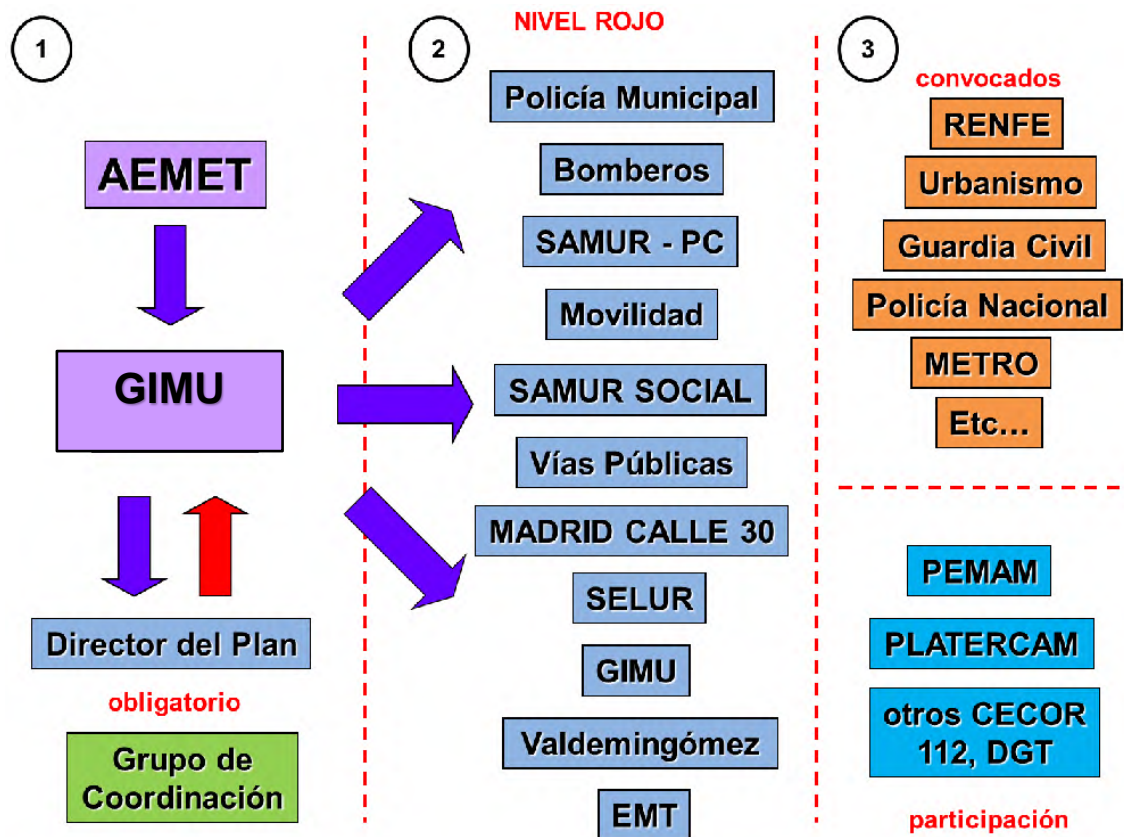 NIVEL ROJO
1
AEMET
GIMU
Director del Plan
obligatorio
Grupo de
Coordinación
2
Policía Municipal
Bomberos
SAMUR - PC
Movilidad
SAMUR SOCIAL
Vías Públicas
MADRID CALLE 30
SELUR
GIMU
Valdemingómez
EMT
3
convocados
RENFE
Urbanismo
Guardia Civil
Policía Nacional
METRO
Etc...
PEMAM
PLATERCAM
otros CECOR
112, DGT
participación